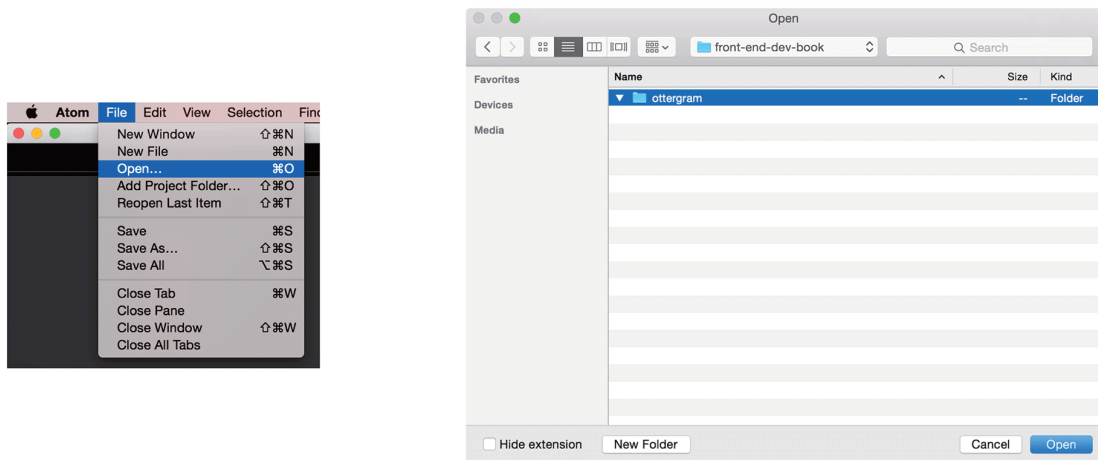 Atom File Edit View Selection Find
New Window ⇧⌘N
New File ⌘N
Open… ⌘O
Add Project Folder… ⇧⌘O
Reopen Last Item ⇧⌘T
Save ⌘S
Save As… ⇧⌘S
Save All ⌥⌘S
Close Tab ⌘W
Close Pane
Close Window ⇧⌘W
Close All Tabs
Open
front-end-dev-book
Search
Favorites
Devices
Media
Name Size Kind
ottergram -- Folder
Hide extension New Folder Cancel Open